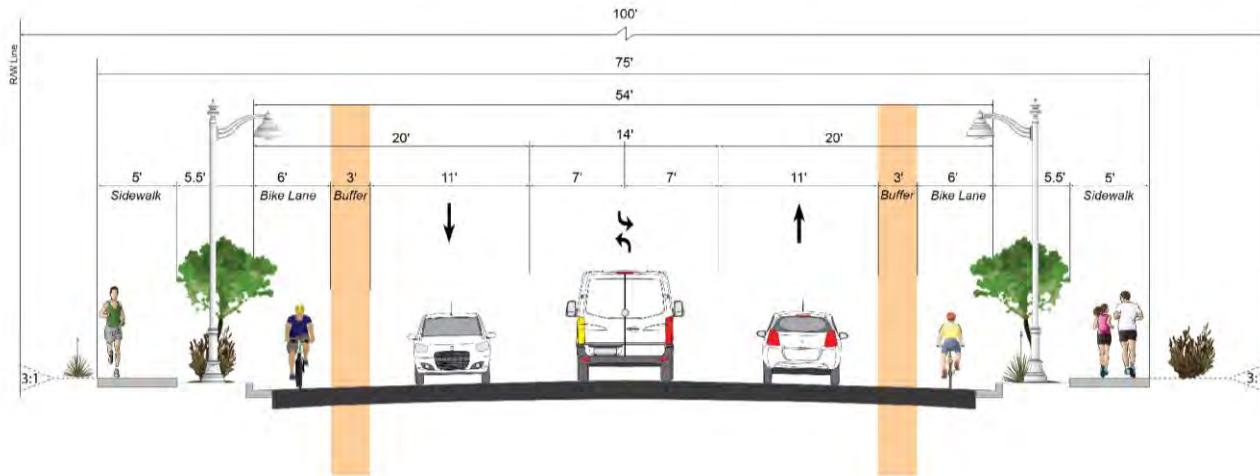 100'
R/W Line
75'
54'
20' 14' 20'
5' 5.5' 6' 3' 11' 7' 7' 11' 3' 6' 5.5' 5'
Sidewalk Bike Lane Buffer Buffer Bike Lane Sidewalk
3:1 3: